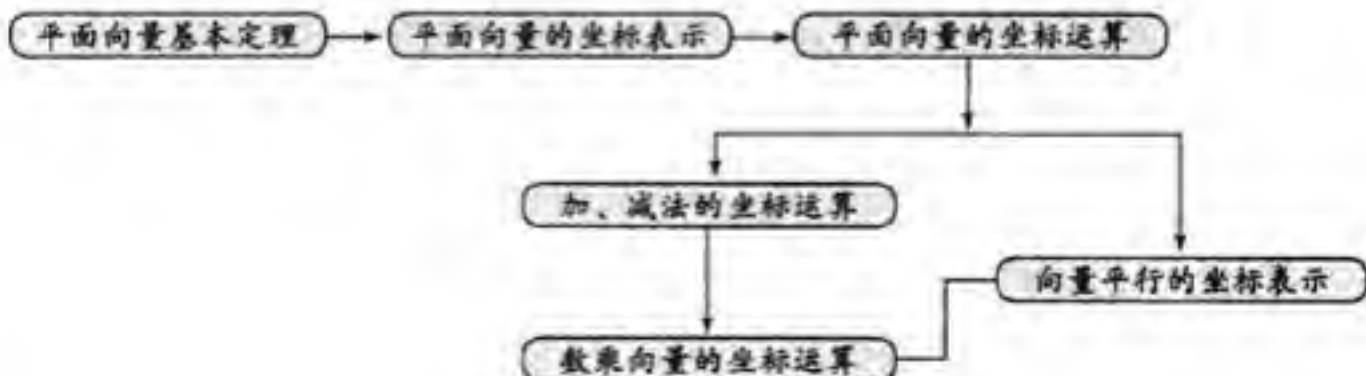 平面向量基本定理
平面向量的坐标表示
平面向量的坐标运算
加、减法的坐标运算
向量平行的坐标表示
数乘向量的坐标运算